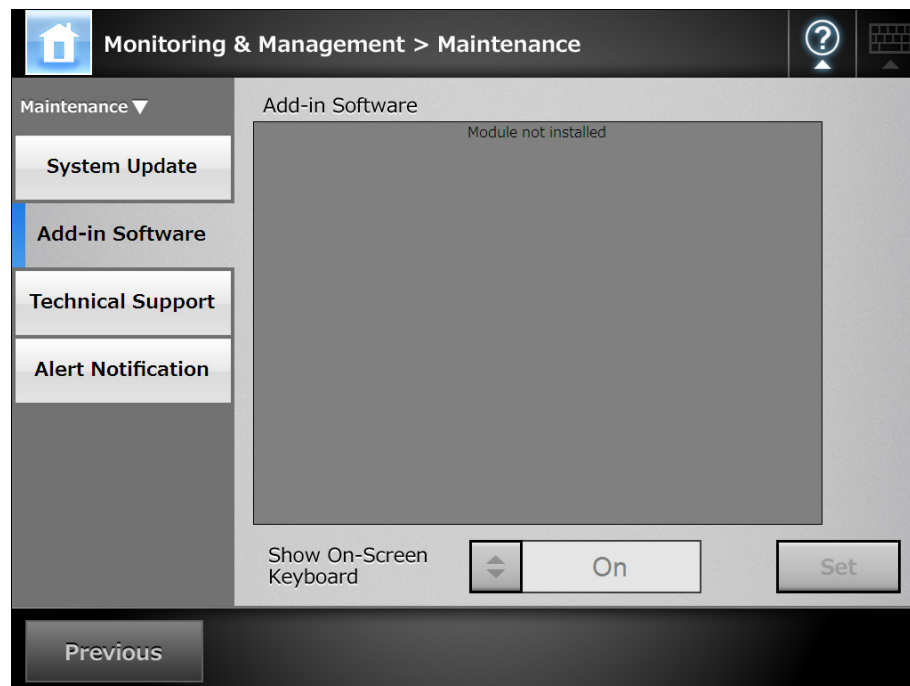 Monitoring & Management > Maintenance
?
Maintenance ▼
System Update
Add-in Software
Technical Support
Alert Notification
Add-in Software
Module not installed
Show On-Screen
Keyboard
On
Set
Previous